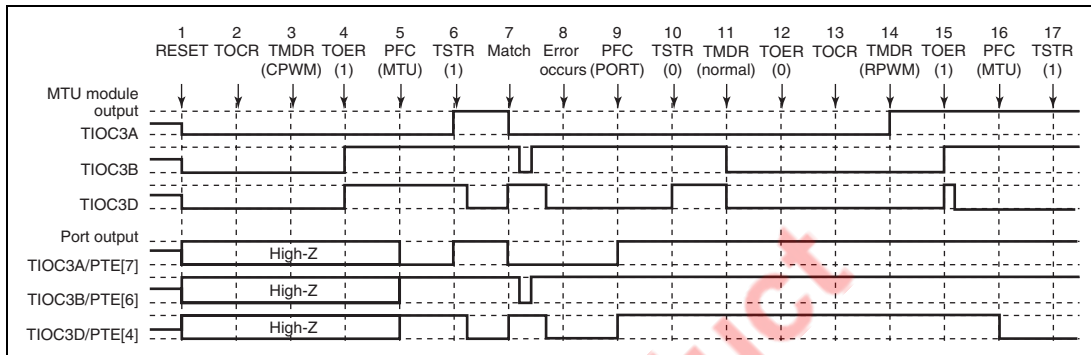 1 2 3 4 5 6 7 8 9 10 11 12 13 14 15 16 17
RESET TOCR TMDR TOER PFC TSTR Match Error PFC TSTR TMDR TOER TOCR TMDR TOER PFC TSTR
(CPWM) (1) (MTU) (1) occurs (PORT) (0) (normal) (0) (RPWM) (1) (MTU) (1)
MTU module
output
TIOC3A
TIOC3B
TIOC3D
Port output
TIOC3A/PTE[7] High-Z
TIOC3B/PTE[6] High-Z
TIOC3D/PTE[4] High-Z
uct